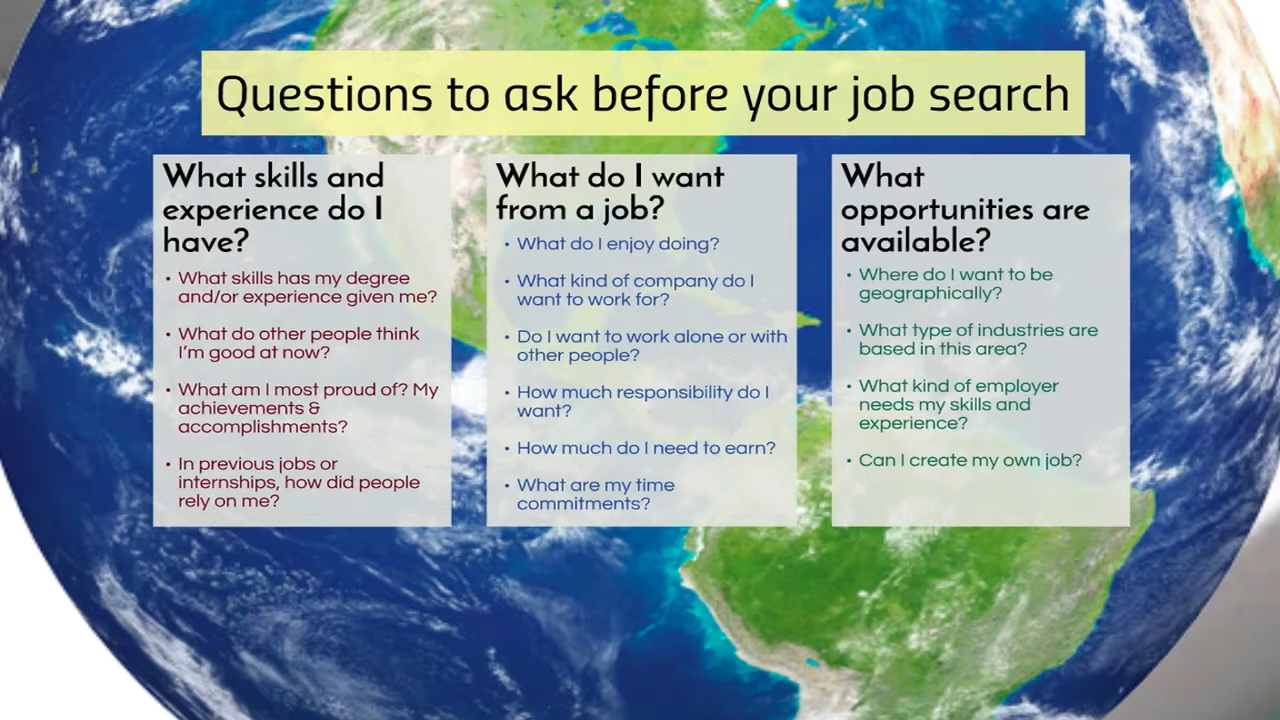 Questions to ask before your job search
What skills and
experience do I
have?
• What skills has my degree
and/or experience given me?
• What do other people think
I'm good at now?
• What am I most proud of? My
achievements &
accomplishments?
• In previous jobs or
internships, how did people
rely on me?
What do I want
from a job?
• What do I enjoy doing?
• What kind of company do I
want to work for?
• Do I want to work alone or with
other people?
• How much responsibility do I
want?
• How much do I need to earn?
• What are my time
commitments?
What
opportunities are
available?
• Where do I want to be
geographically?
• What type of industries are
based in this area?
• What kind of employer
needs my skills and
experience?
• Can I create my own job?